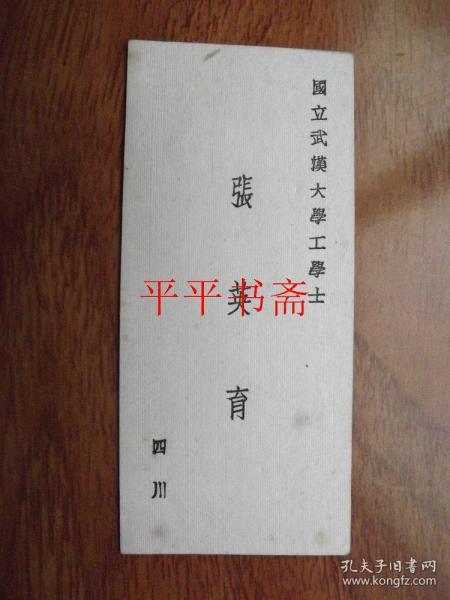 國立武漢大學工學士
張英育
四川
平平书斋
孔夫子旧书网
www.kongfz.com